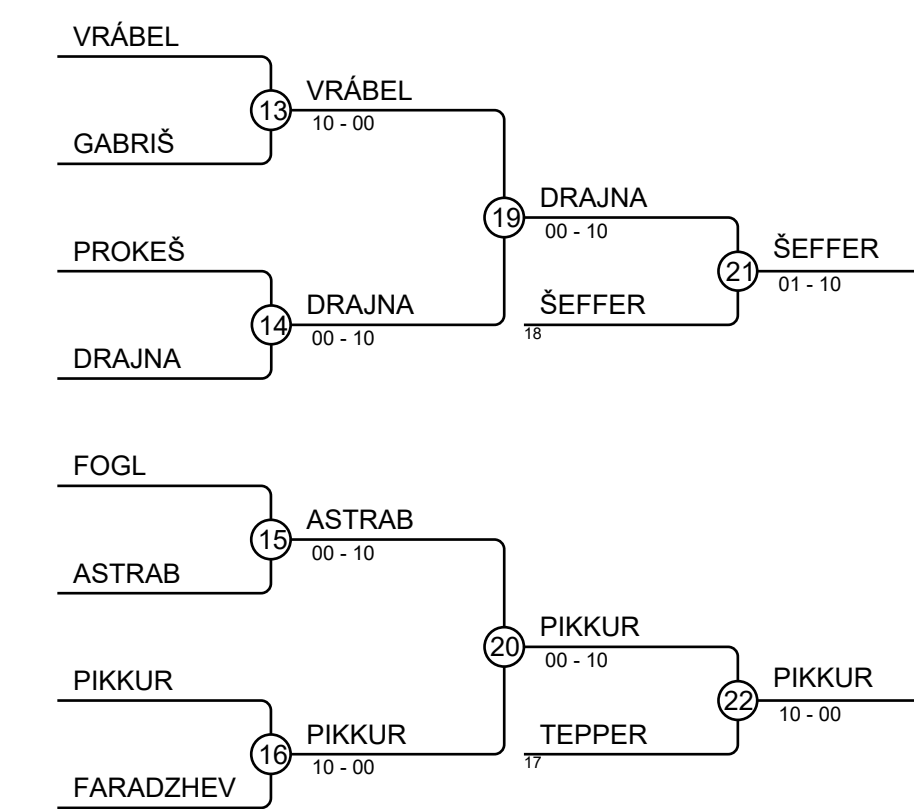 VRÁBEL
VRÁBEL
13
10 - 00
GABRIŠ
DRAJNA
19
00 - 10
PROKEŠ
ŠEFFER
21
01 - 10
DRAJNA
ŠEFFER
14
00 - 10
18
DRAJNA
FOGL
ASTRAB
15
00 - 10
ASTRAB
PIKKUR
20
00 - 10
PIKKUR
PIKKUR
22
10 - 00
PIKKUR
TEPPER
16
10 - 00
17
FARADZHEV